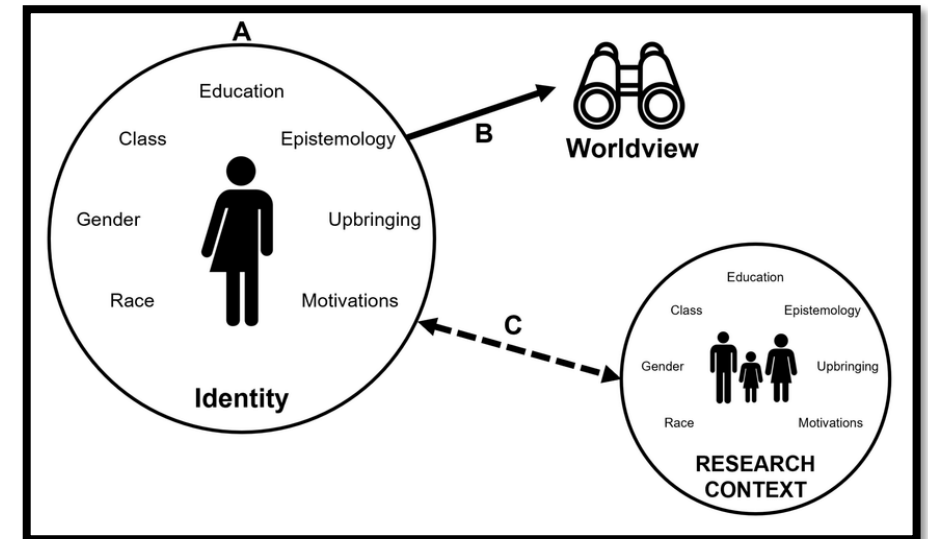 A
Education
Class
Epistemology
Gender
Upbringing
Race
Motivations
Identity
B
Worldview
C
Education
Class
Epistemology
Gender
Upbringing
Race
Motivations
RESEARCH
CONTEXT